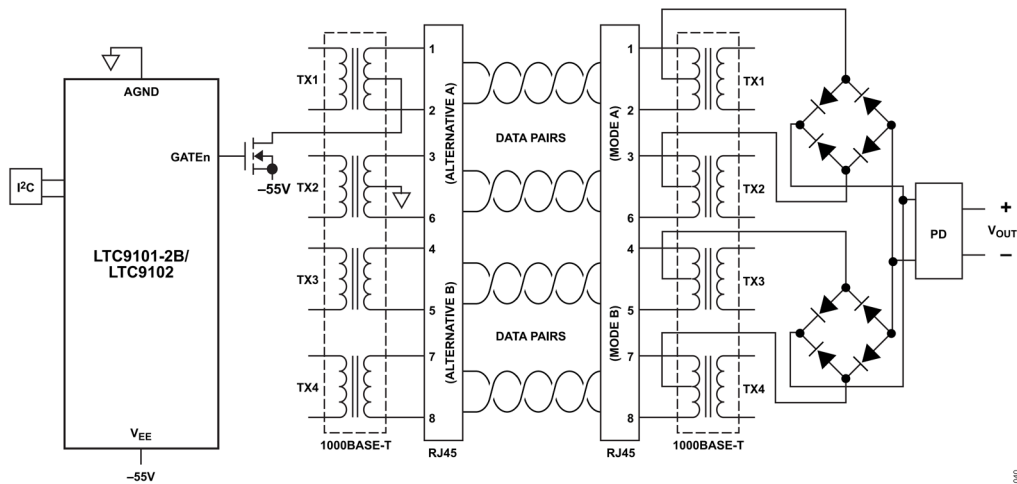 AGND
GATEn
I²C
LTC9101-2B/
LTC9102
VEE
–55V
–55V
TX1
TX2
TX3
TX4
1000BASE-T
1
2
3
6
4
5
7
8
(ALTERNATIVE A)
(ALTERNATIVE B)
RJ45
DATA PAIRS
DATA PAIRS
1
2
3
6
4
5
7
8
(MODE A)
(MODE B)
RJ45
TX1
TX2
TX3
TX4
1000BASE-T
PD
+
VOUT
–
040